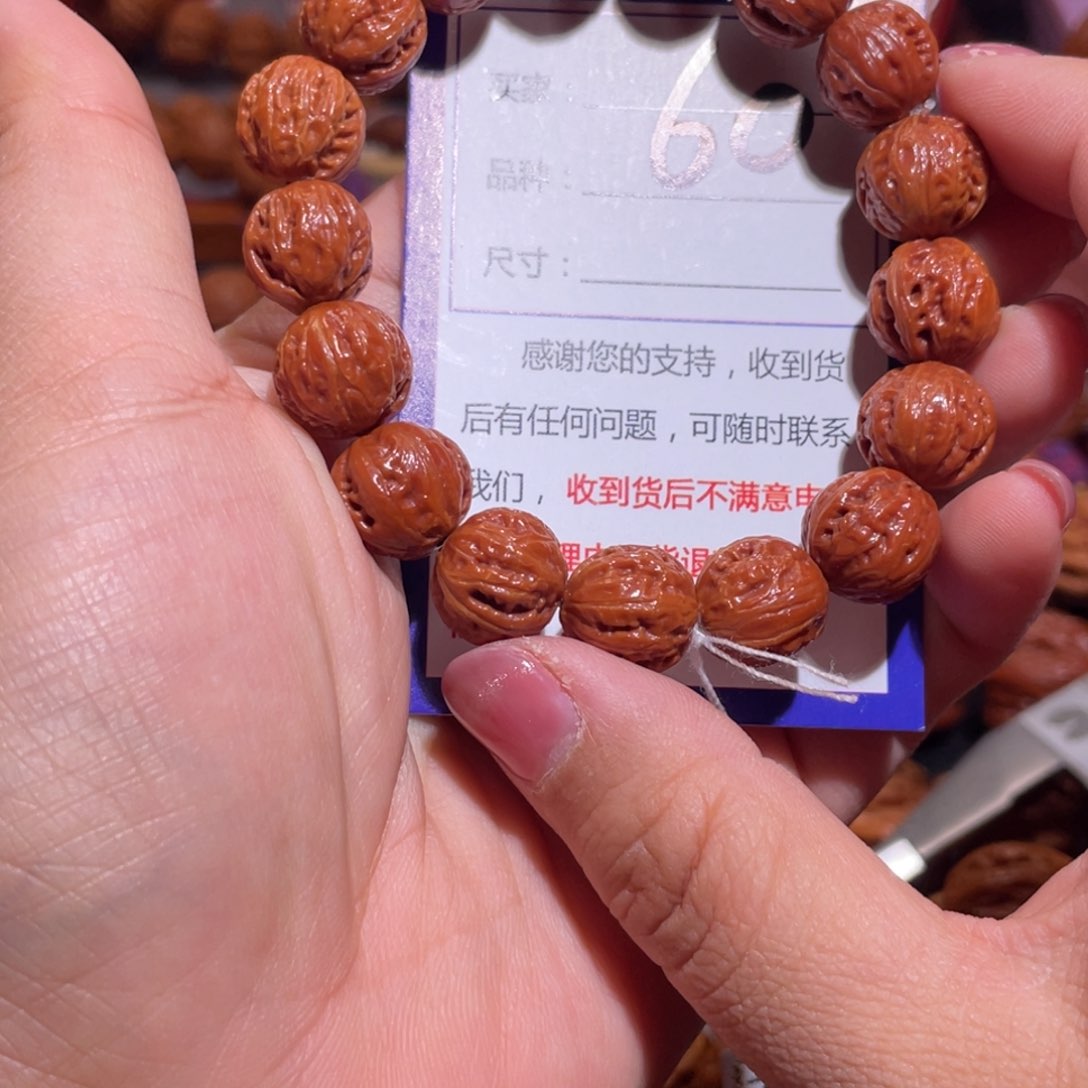 买家：
60
品种：
尺寸：
感谢您的支持，收到货
后有任何问题，可随时联系
我们，收到货后不满意